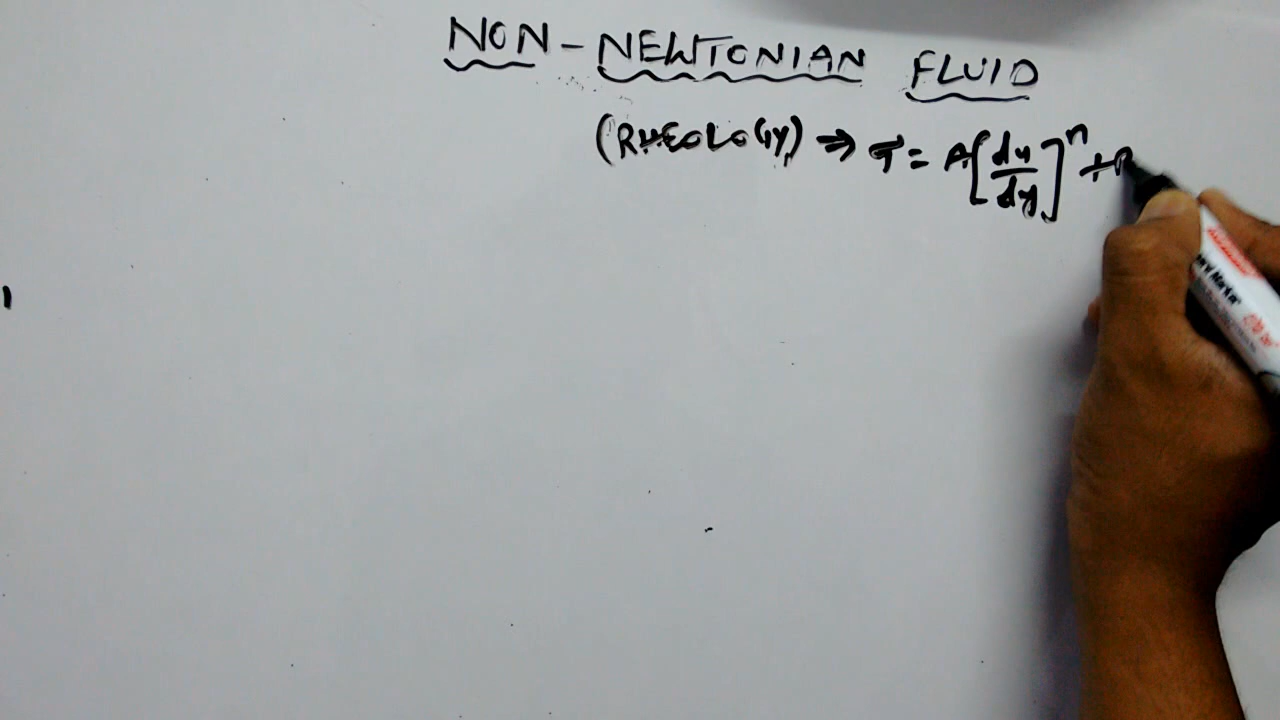 NON-NEWTONIAN FLUID
(RHEOLOGY) ⇒ τ = A[du/dy]^n +